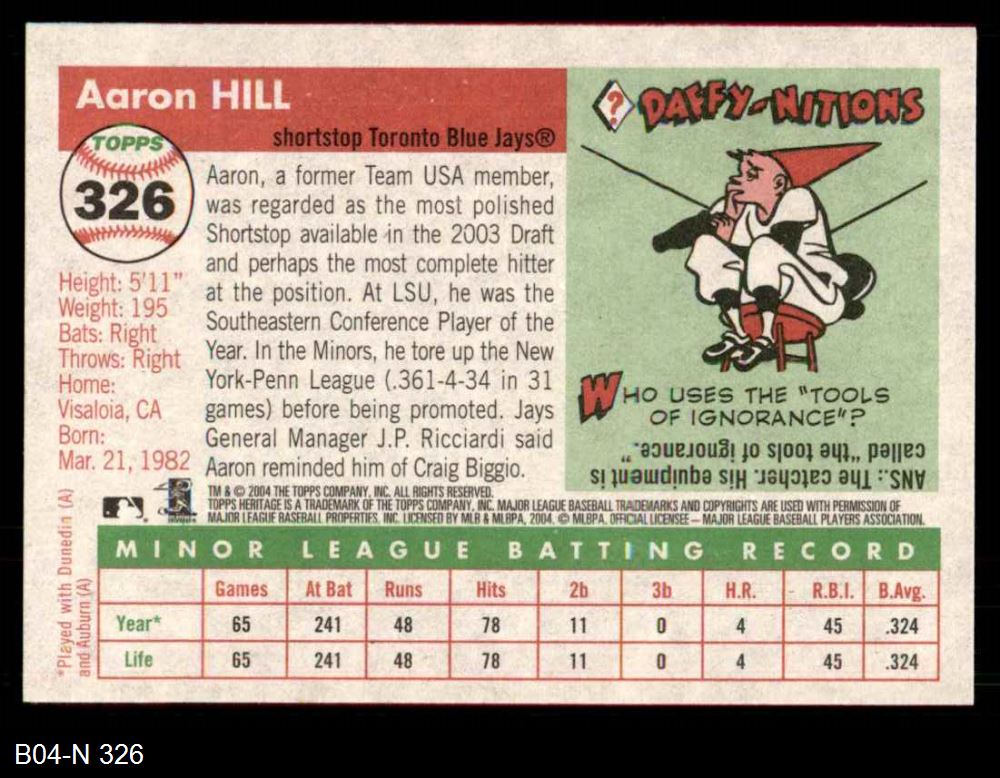 Aaron HILL
shortstop Toronto Blue Jays®
TOPPS
326
Height: 5'11"
Weight: 195
Bats: Right
Throws: Right
Home:
Visaloia, CA
Born:
Mar. 21, 1982
Aaron, a former Team USA member,
was regarded as the most polished
Shortstop available in the 2003 Draft
and perhaps the most complete hitter
at the position. At LSU, he was the
Southeastern Conference Player of the
Year. In the Minors, he tore up the New
York-Penn League (.361-4-34 in 31
games) before being promoted. Jays
General Manager J.P. Ricciardi said
Aaron reminded him of Craig Biggio.
?
DAFFY-NITIONS
WHO USES THE "TOOLS
OF IGNORANCE"?
ANS.: The catcher. His equipment is
called "the tools of ignorance."
TM & © 2004 THE TOPPS COMPANY, INC. ALL RIGHTS RESERVED.
TOPPS HERITAGE IS A TRADEMARK OF THE TOPPS COMPANY, INC. MAJOR LEAGUE BASEBALL TRADEMARKS AND COPYRIGHTS ARE USED WITH PERMISSION OF
MAJOR LEAGUE BASEBALL PROPERTIES, INC. LICENSED BY MLB & MLBPA, 2004. © MLBPA, OFFICIAL LICENSEE – MAJOR LEAGUE BASEBALL PLAYERS ASSOCIATION.
*Played with Dunedin (A)
and Auburn (A)
MINOR LEAGUE BATTING RECORD
Games At Bat Runs Hits 2b 3b H.R. R.B.I. B.Avg.
Year* 65 241 48 78 11 0 4 45 .324
Life 65 241 48 78 11 0 4 45 .324
B04-N 326